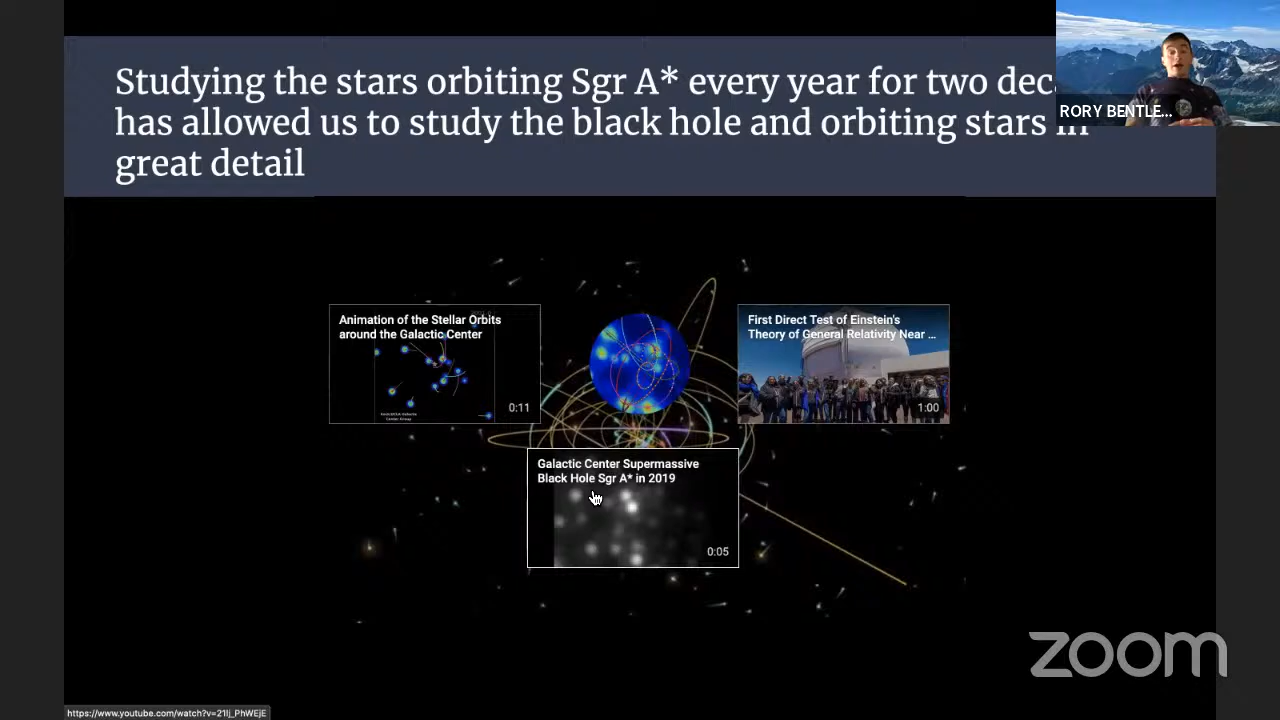 Studying the stars orbiting Sgr A* every year for two deca
has allowed us to study the black hole and orbiting stars in
great detail
RORY BENTLE...
Animation of the Stellar Orbits
around the Galactic Center
0:11
First Direct Test of Einstein's
Theory of General Relativity Near ...
1:00
Galactic Center Supermassive
Black Hole Sgr A* in 2019
0:05
zoom
https://www.youtube.com/watch?v=21Ij_PhWEjE